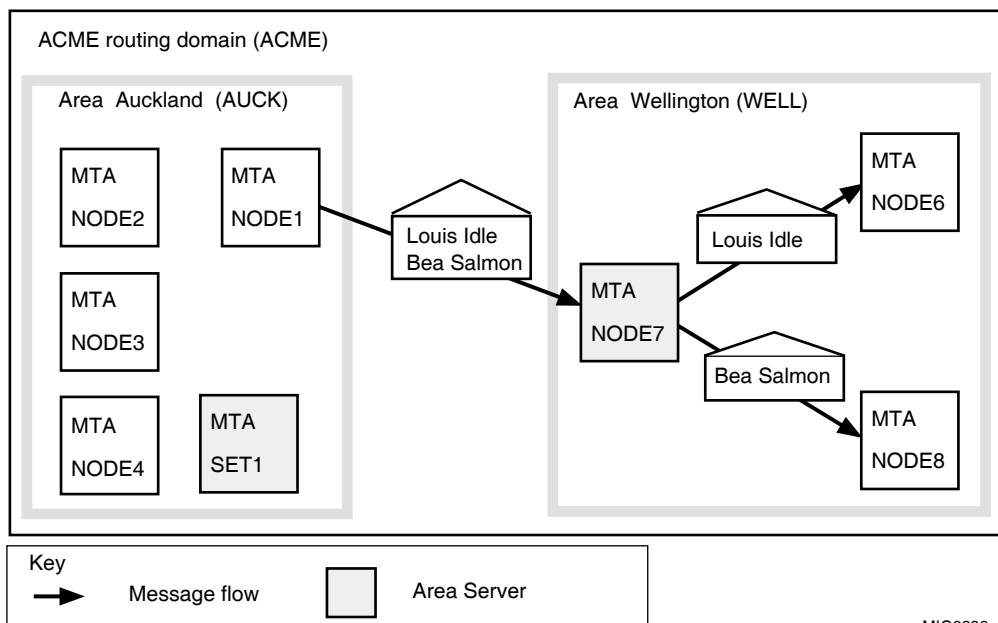 ACME routing domain (ACME)
Area Auckland (AUCK)
MTA
NODE2
MTA
NODE1
MTA
NODE3
MTA
NODE4
MTA
SET1
Louis Idle
Bea Salmon
Area Wellington (WELL)
MTA
NODE7
Louis Idle
Bea Salmon
MTA
NODE6
MTA
NODE8
Key
Message flow
Area Server